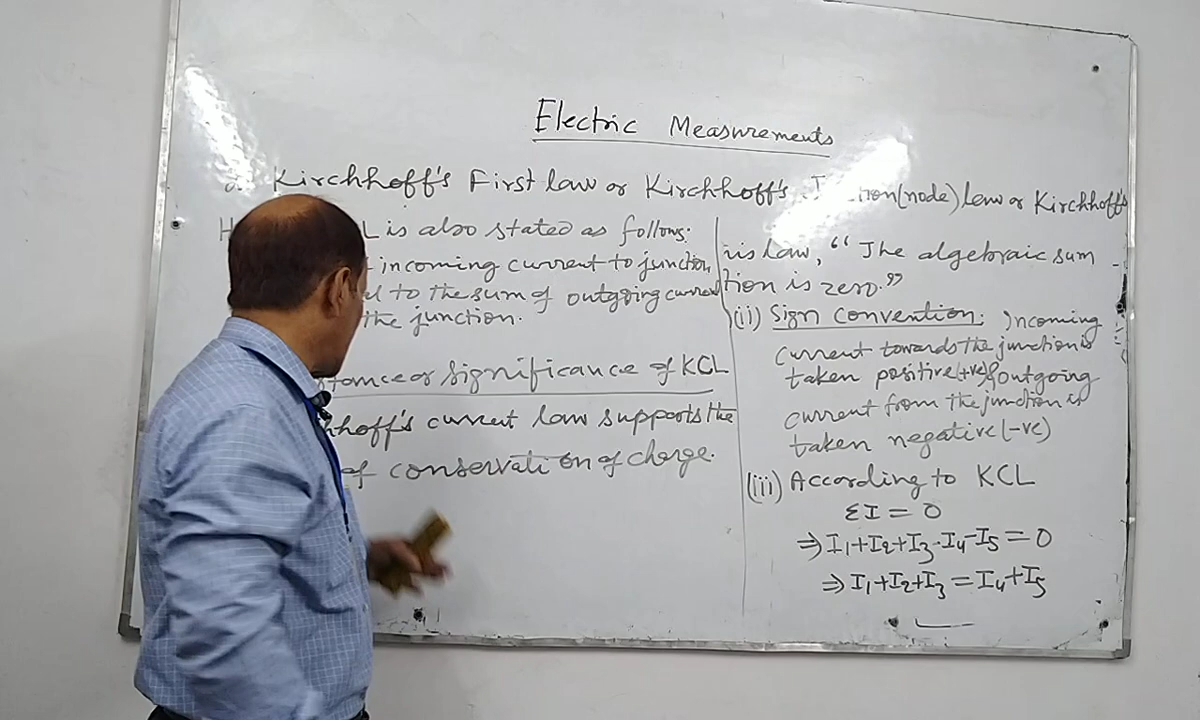 Electric Measurements
Kirchhoff's First law or Kirchhoff's (node) law or Kirchhoff's
L is also stated as follows:
incoming current to junction
to the sum of outgoing current
the junction.
or significance of KCL
current law supports the
of conservation of charge.
law, "The algebraic sum
is zero."
(ii) Sign Convention: Incoming
current towards the junction is
taken positive (+ve) & outgoing
current from the junction is
taken negative (-ve)
(iii) According to KCL
ΣI = 0
⇒ I₁+I₂+I₃-I₄-I₅ = 0
⇒ I₁+I₂+I₃ = I₄+I₅